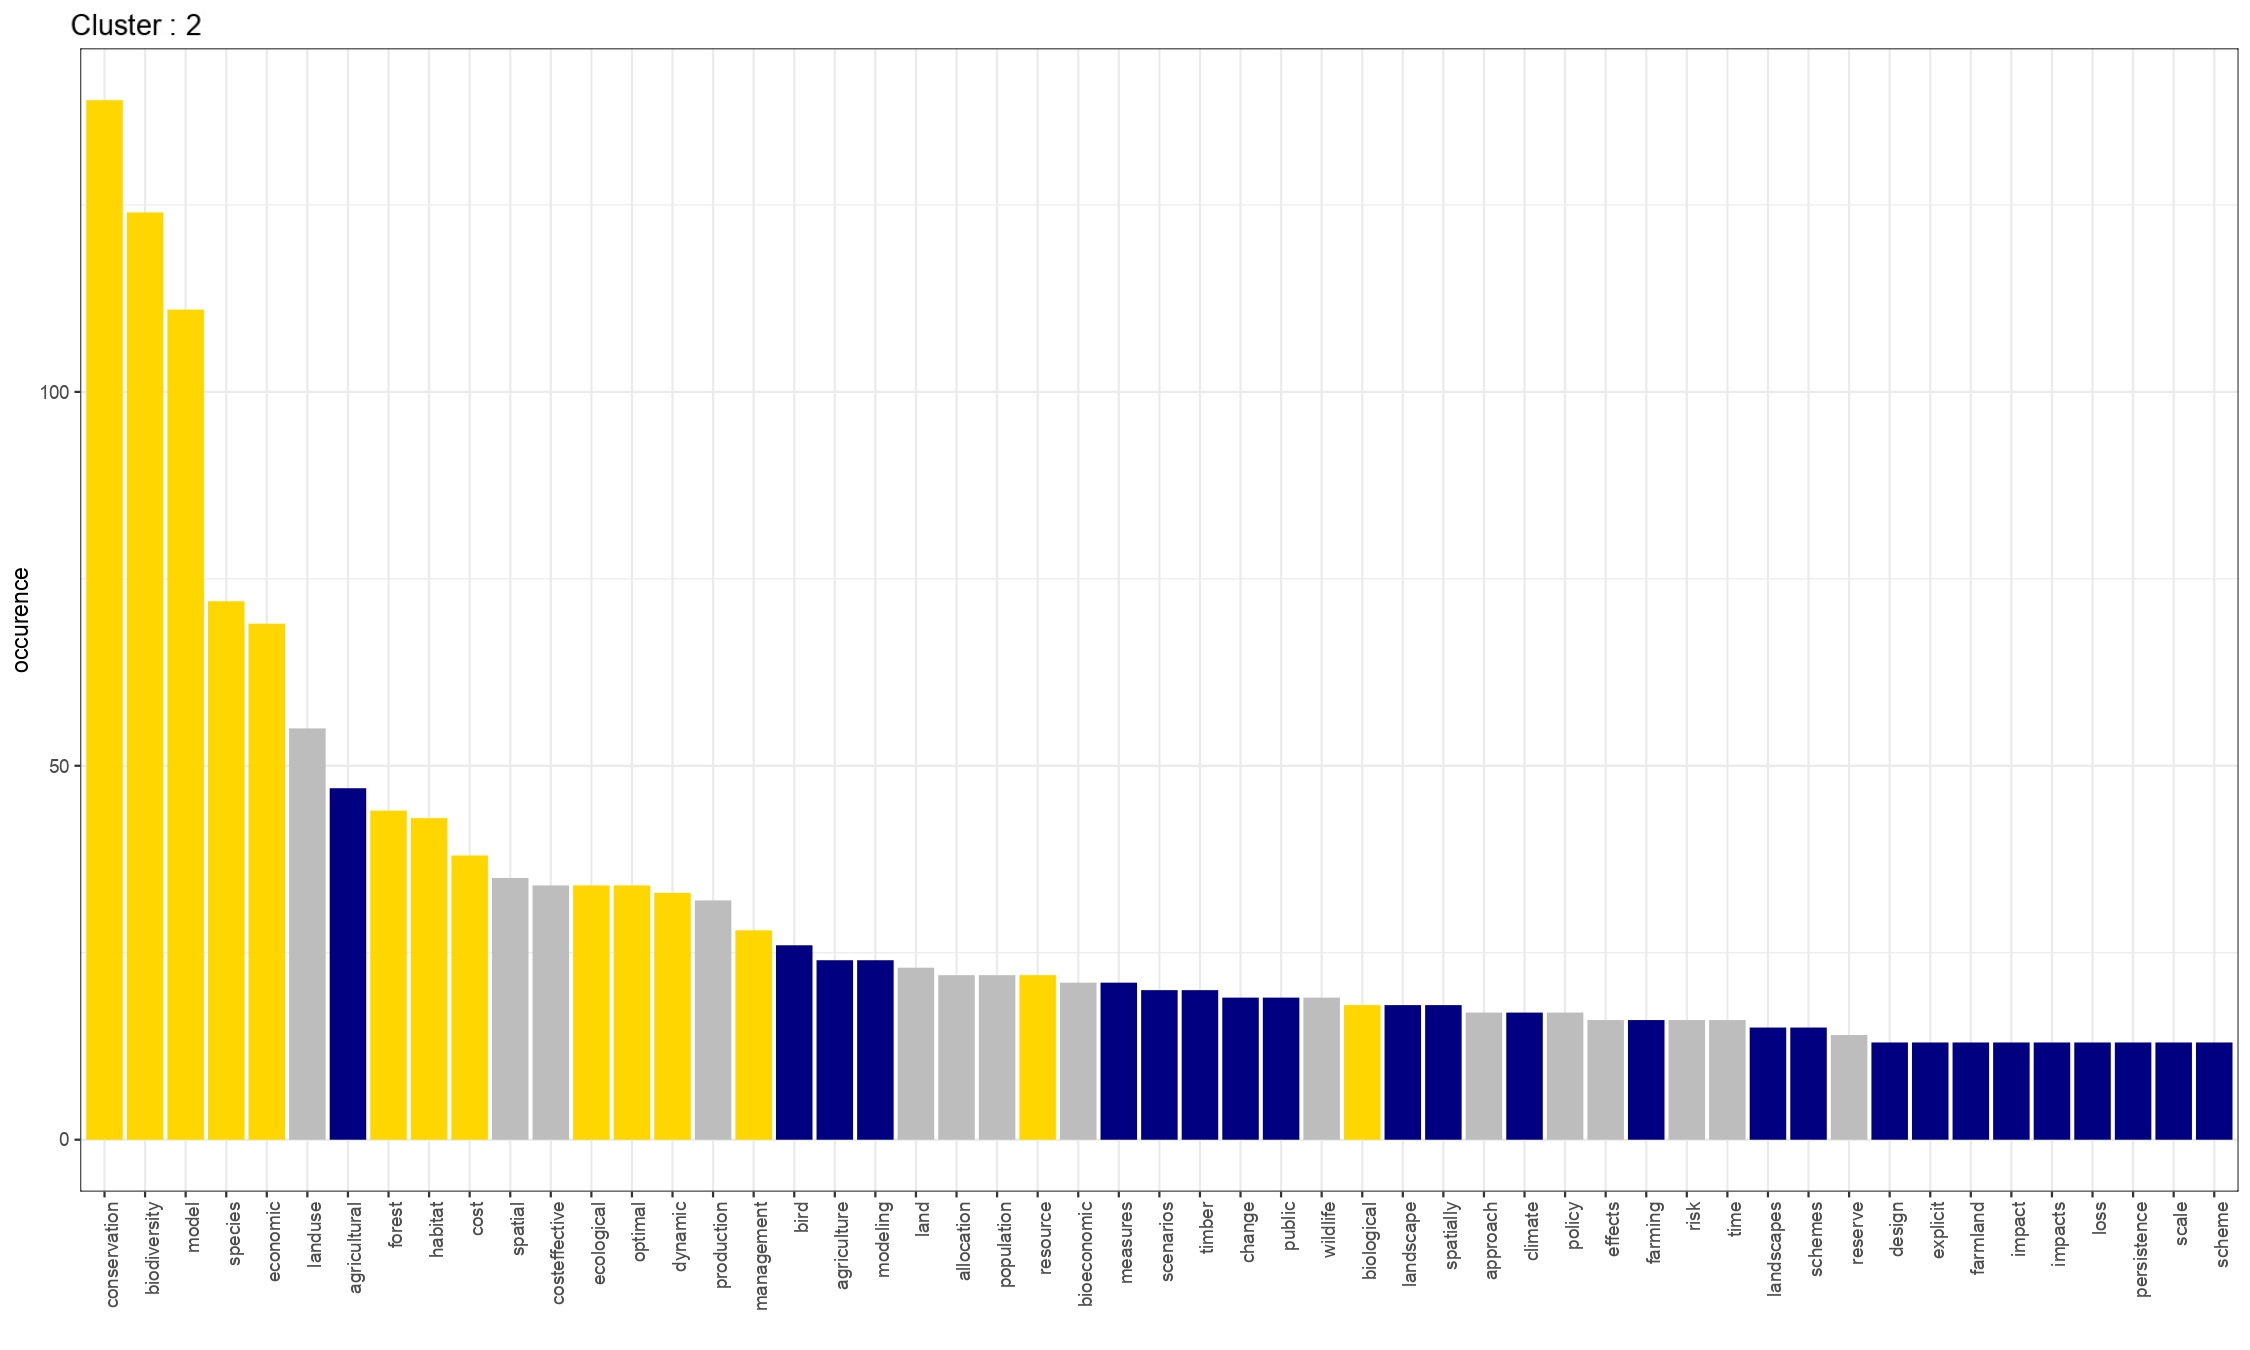 Cluster : 2
occurence
100
50
0
conservation
biodiversity
model
species
economic
landuse
agricultural
forest
habitat
cost
spatial
costeffective
ecological
optimal
dynamic
production
management
bird
agriculture
modeling
land
allocation
population
resource
bioeconomic
measures
scenarios
timber
change
public
wildlife
biological
landscape
spatially
approach
climate
policy
effects
farming
risk
time
landscapes
schemes
reserve
design
explicit
farmland
impact
impacts
loss
persistence
scale
scheme